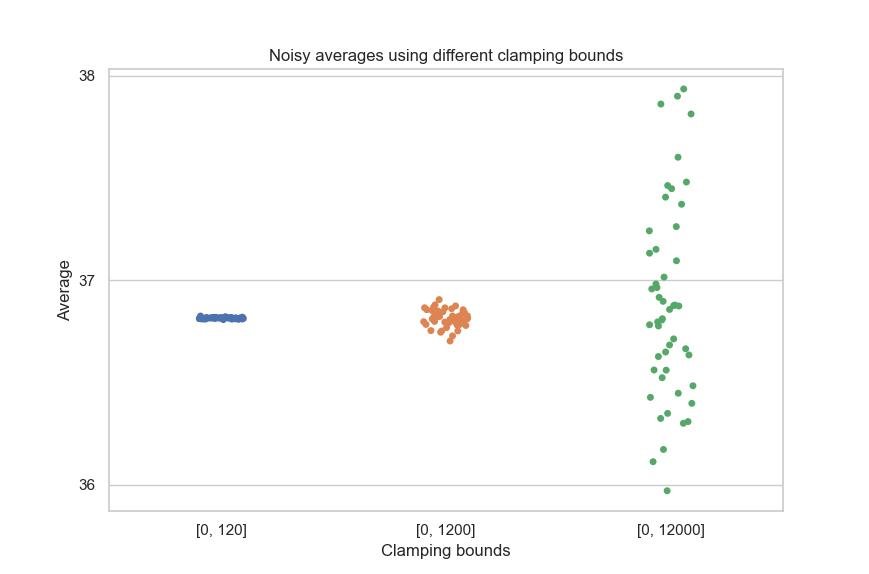 Noisy averages using different clamping bounds
38
37
36
Average
[0, 120]
[0, 1200]
[0, 12000]
Clamping bounds